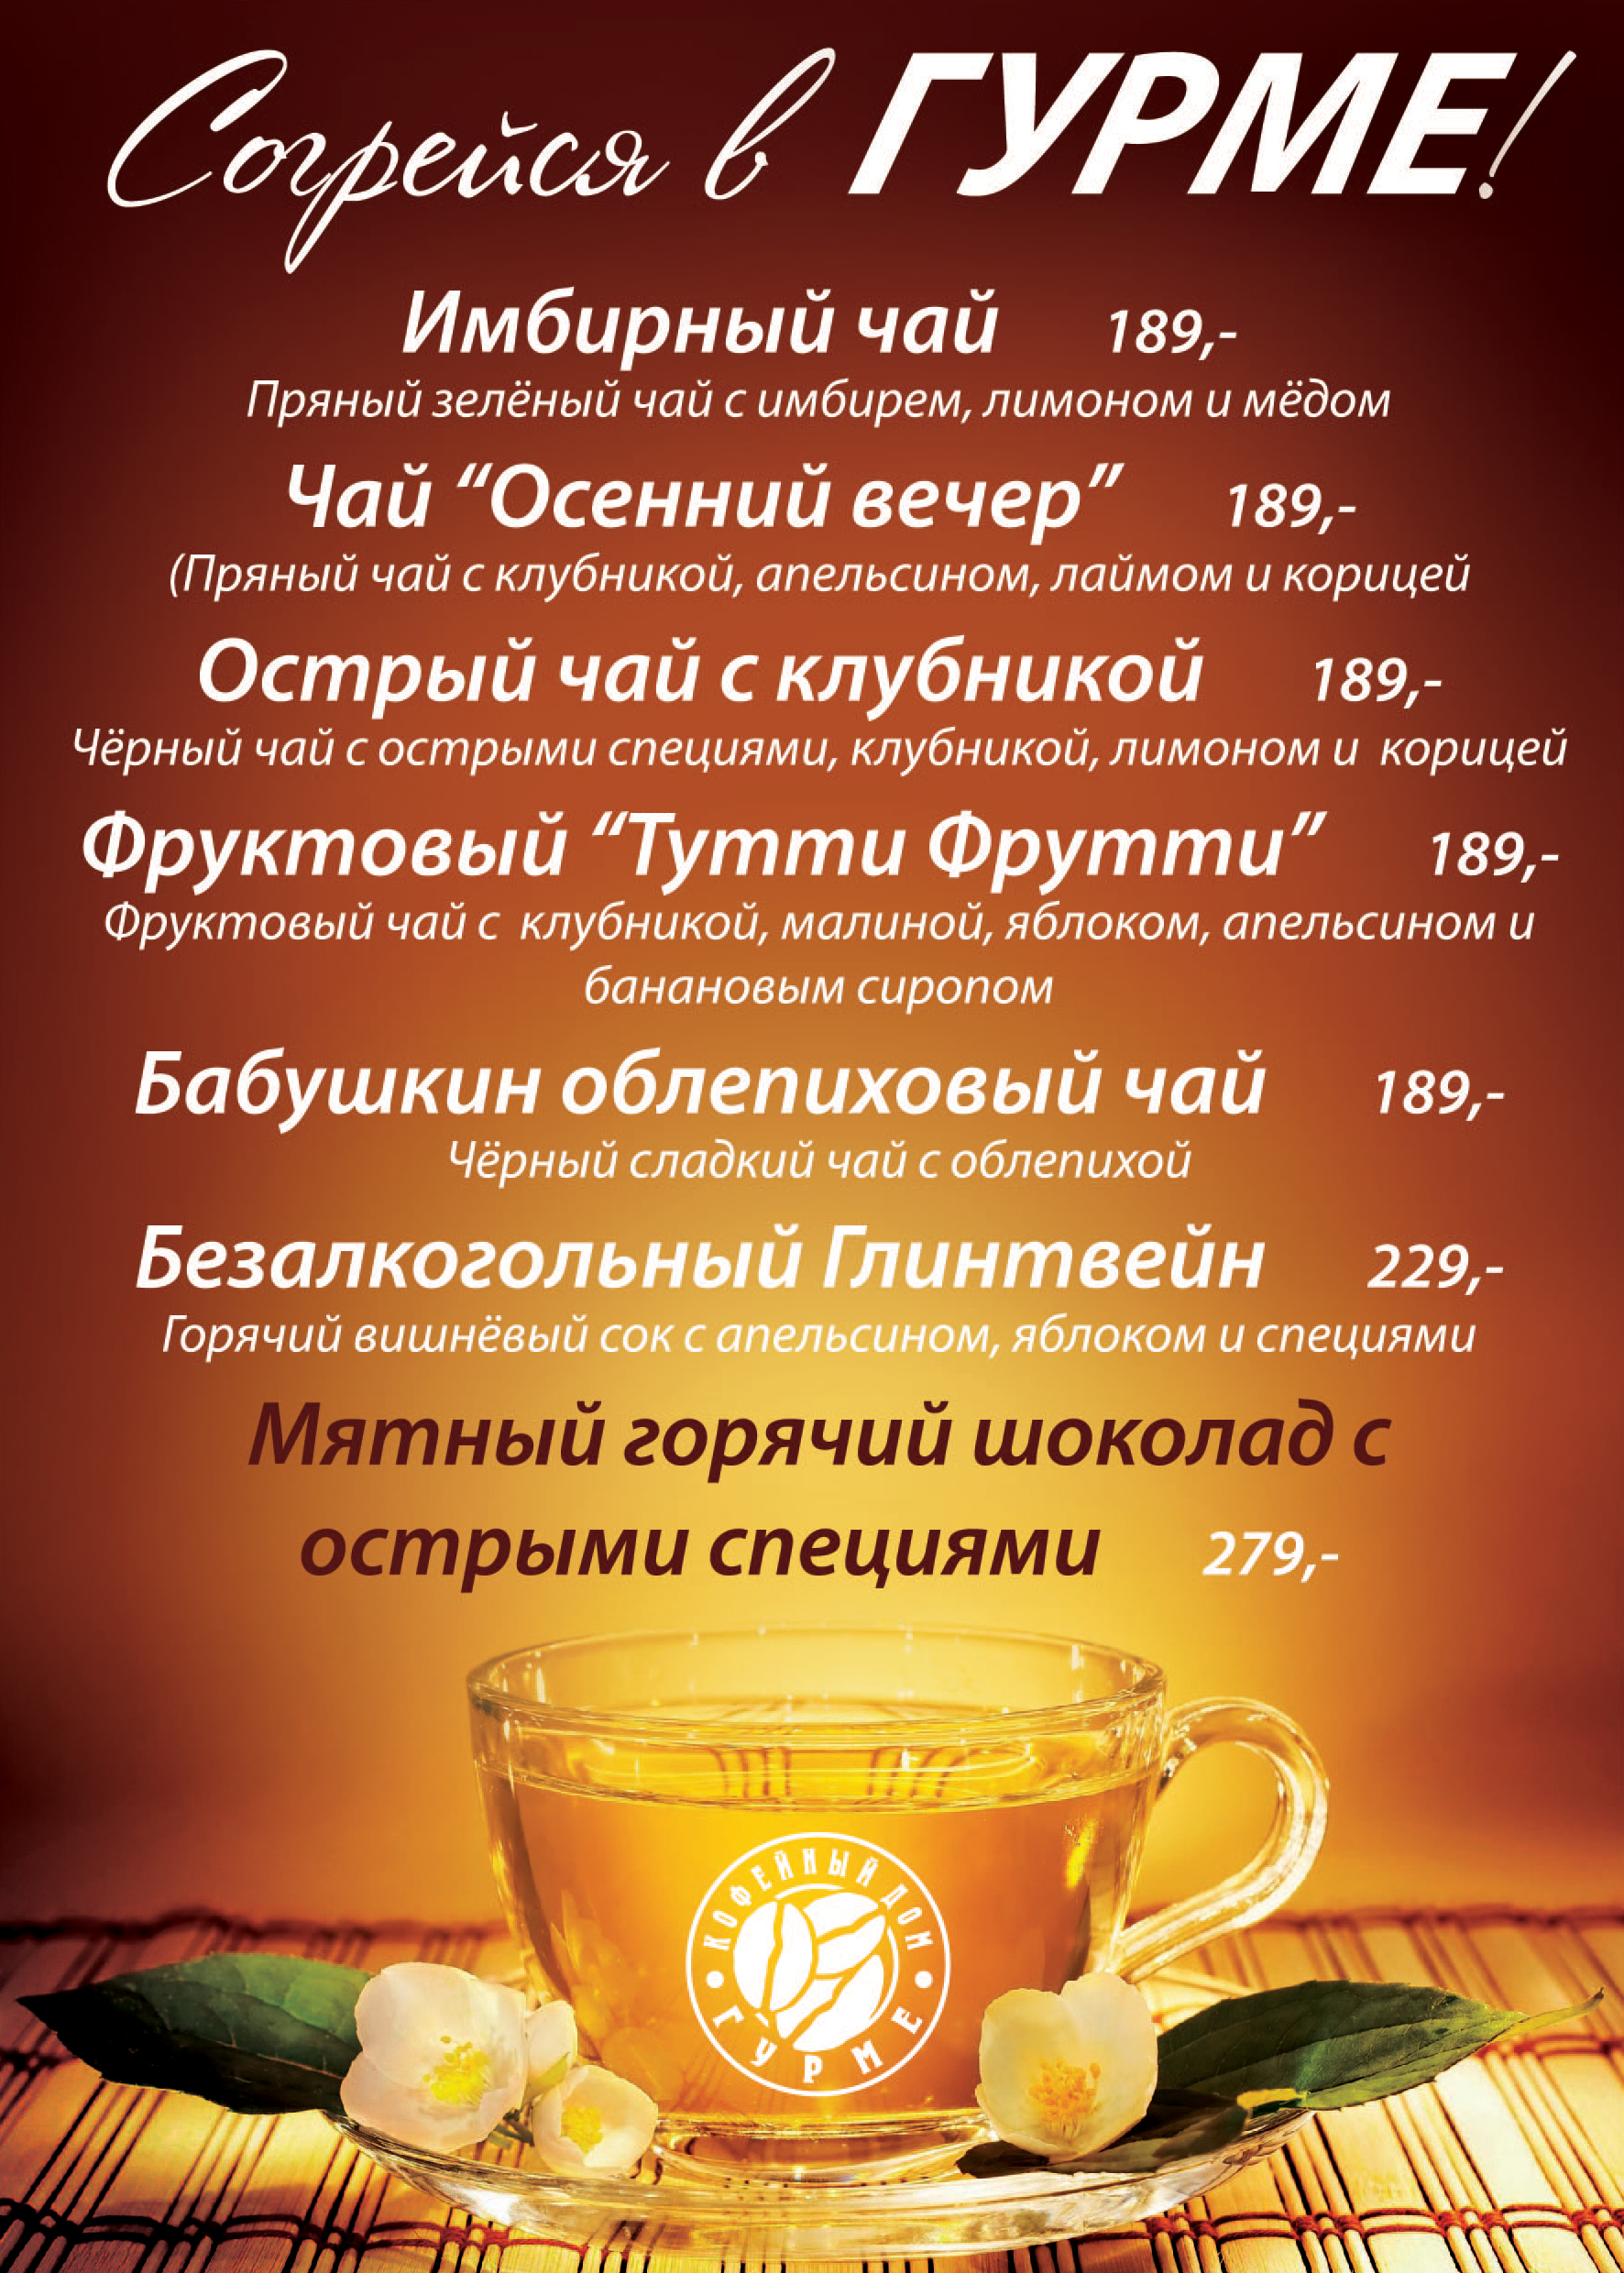 Согрейся в ГУРМЕ!
Имбирный чай 189,-
Пряный зелёный чай с имбирем, лимоном и мёдом
Чай “Осенний вечер” 189,-
(Пряный чай с клубникой, апельсином, лаймом и корицей
Острый чай с клубникой 189,-
Чёрный чай с острыми специями, клубникой, лимоном и корицей
Фруктовый “Тутти Фрутти” 189,-
Фруктовый чай с клубникой, малиной, яблоком, апельсином и
банановым сиропом
Бабушкин облепиховый чай 189,-
Чёрный сладкий чай с облепихой
Безалкогольный Глинтвейн 229,-
Горячий вишнёвый сок с апельсином, яблоком и специями
Мятный горячий шоколад с
острыми специями 279,-
КОФЕЙНЫЙ ДОМ
ГУРМЕ